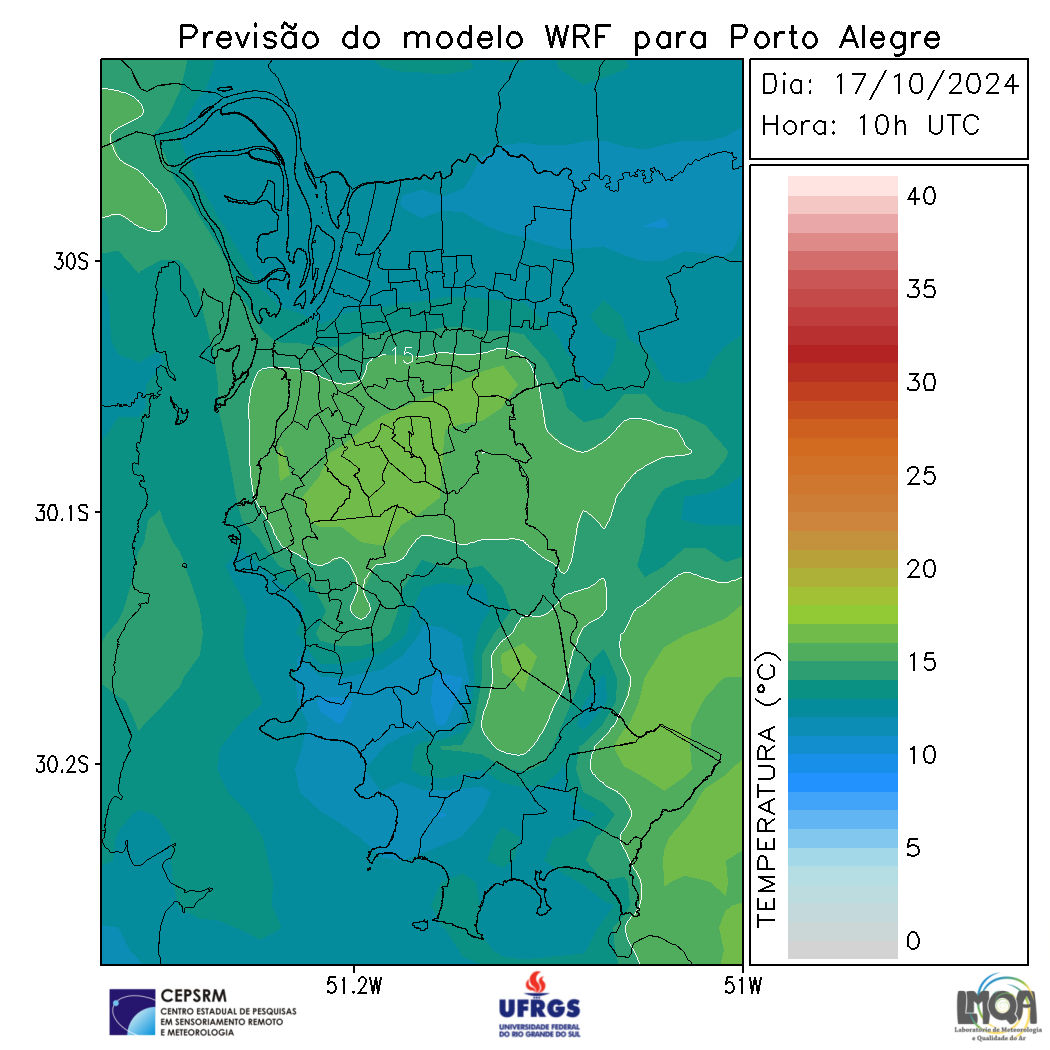 Previsão do modelo WRF para Porto Alegre
Dia: 17/10/2024
Hora: 10h UTC
30S
30.1S
30.2S
51.2W
51W
15
TEMPERATURA (°C)
40
35
30
25
20
15
10
5
0
CEPSRM
CENTRO ESTADUAL DE PESQUISAS
EM SENSORIAMENTO REMOTO
E METEOROLOGIA
UFRGS
UNIVERSIDADE FEDERAL
DO RIO GRANDE DO SUL
LMQA
Laboratório de Meteorologia
e Qualidade do Ar